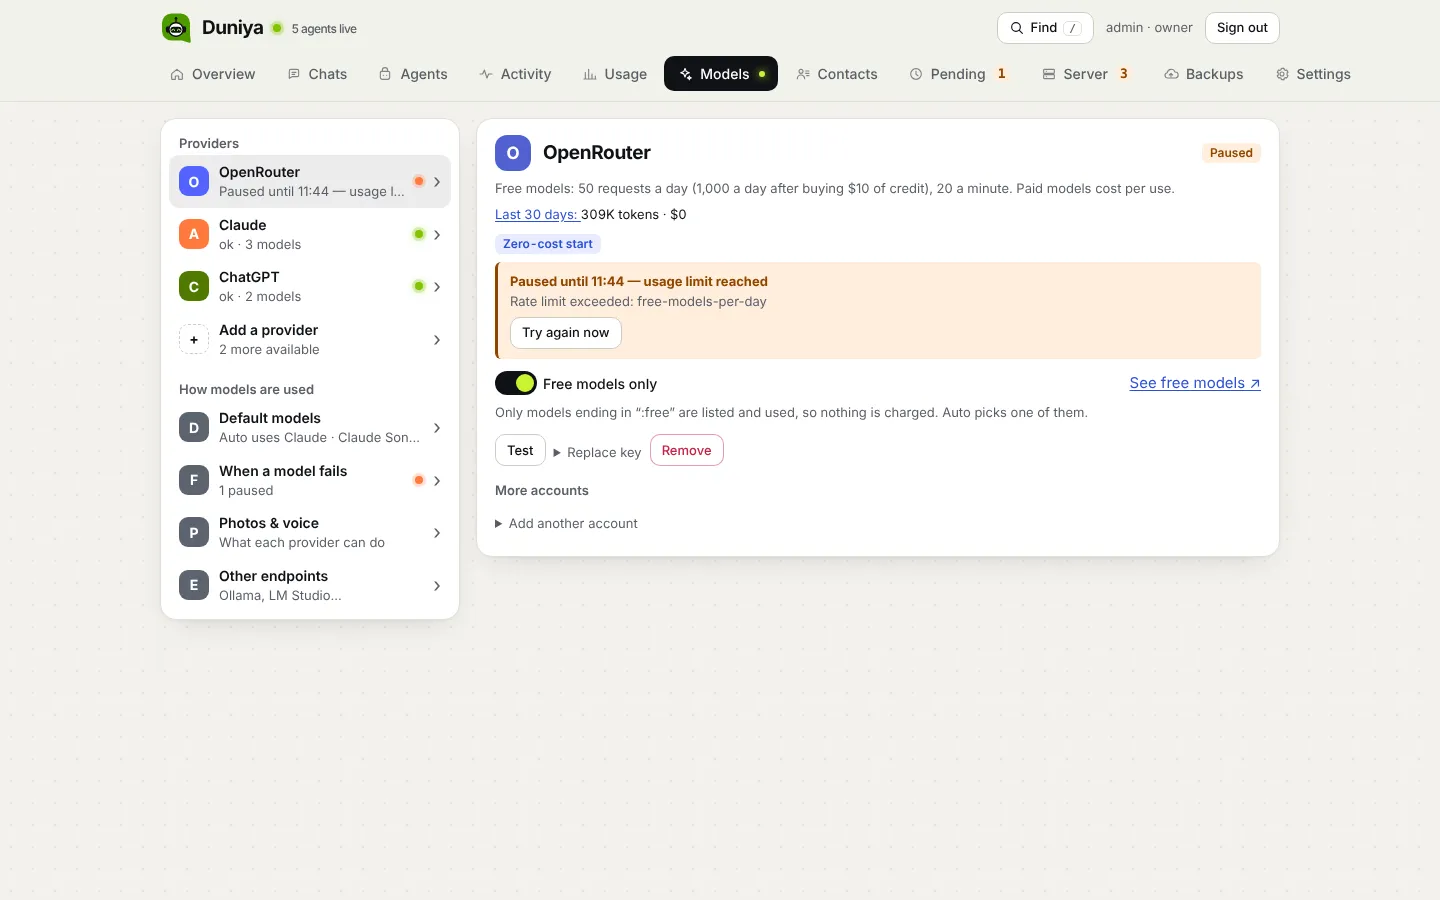 Duniya
5 agents live
Find /
admin · owner
Sign out
Overview
Chats
Agents
Activity
Usage
Models
Contacts
Pending 1
Server 3
Backups
Settings
Providers
O
OpenRouter
Paused until 11:44 — usage l...
A
Claude
ok · 3 models
C
ChatGPT
ok · 2 models
+
Add a provider
2 more available
How models are used
D
Default models
Auto uses Claude · Claude Son...
F
When a model fails
1 paused
P
Photos & voice
What each provider can do
E
Other endpoints
Ollama, LM Studio...
O
OpenRouter
Paused
Free models: 50 requests a day (1,000 a day after buying $10 of credit), 20 a minute. Paid models cost per use.
Last 30 days: 309K tokens · $0
Zero-cost start
Paused until 11:44 — usage limit reached
Rate limit exceeded: free-models-per-day
Try again now
Free models only
See free models ↗
Only models ending in “:free” are listed and used, so nothing is charged. Auto picks one of them.
Test
▶ Replace key
Remove
More accounts
▶ Add another account